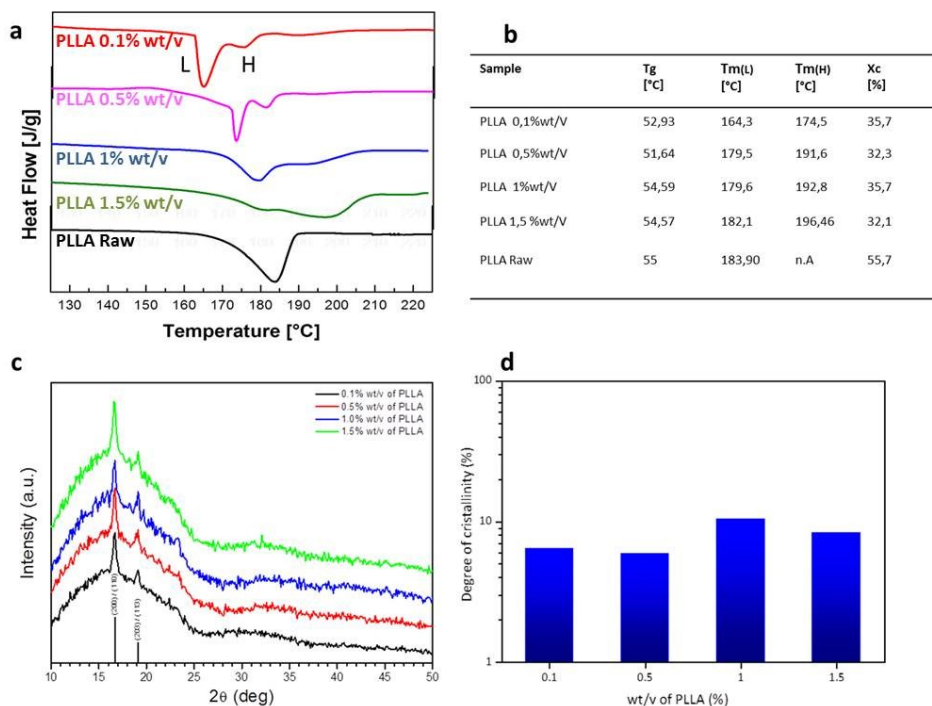 a
PLLA 0.1% wt/v
L H
PLLA 0.5% wt/v
PLLA 1% wt/v
PLLA 1.5% wt/v
PLLA Raw
Heat Flow [J/g]
130 140 150 160 170 180 190 200 210 220
Temperature [°C]
b
Sample Tg [°C] Tm(L) [°C] Tm(H) [°C] Xc [%]
PLLA 0,1%wt/V 52,93 164,3 174,5 35,7
PLLA 0,5%wt/V 51,64 179,5 191,6 32,3
PLLA 1%wt/V 54,59 179,6 192,8 35,7
PLLA 1,5 %wt/V 54,57 182,1 196,46 32,1
PLLA Raw 55 183,90 n.A 55,7
c
0.1% wt/v of PLLA
0.5% wt/v of PLLA
1.0% wt/v of PLLA
1.5% wt/v of PLLA
Intensity (a.u.)
(200) / (110)
(203) / (113)
10 15 20 25 30 35 40 45 50
2θ (deg)
d
Degree of cristallinity (%)
100
10
1
0.1 0.5 1 1.5
wt/v of PLLA (%)